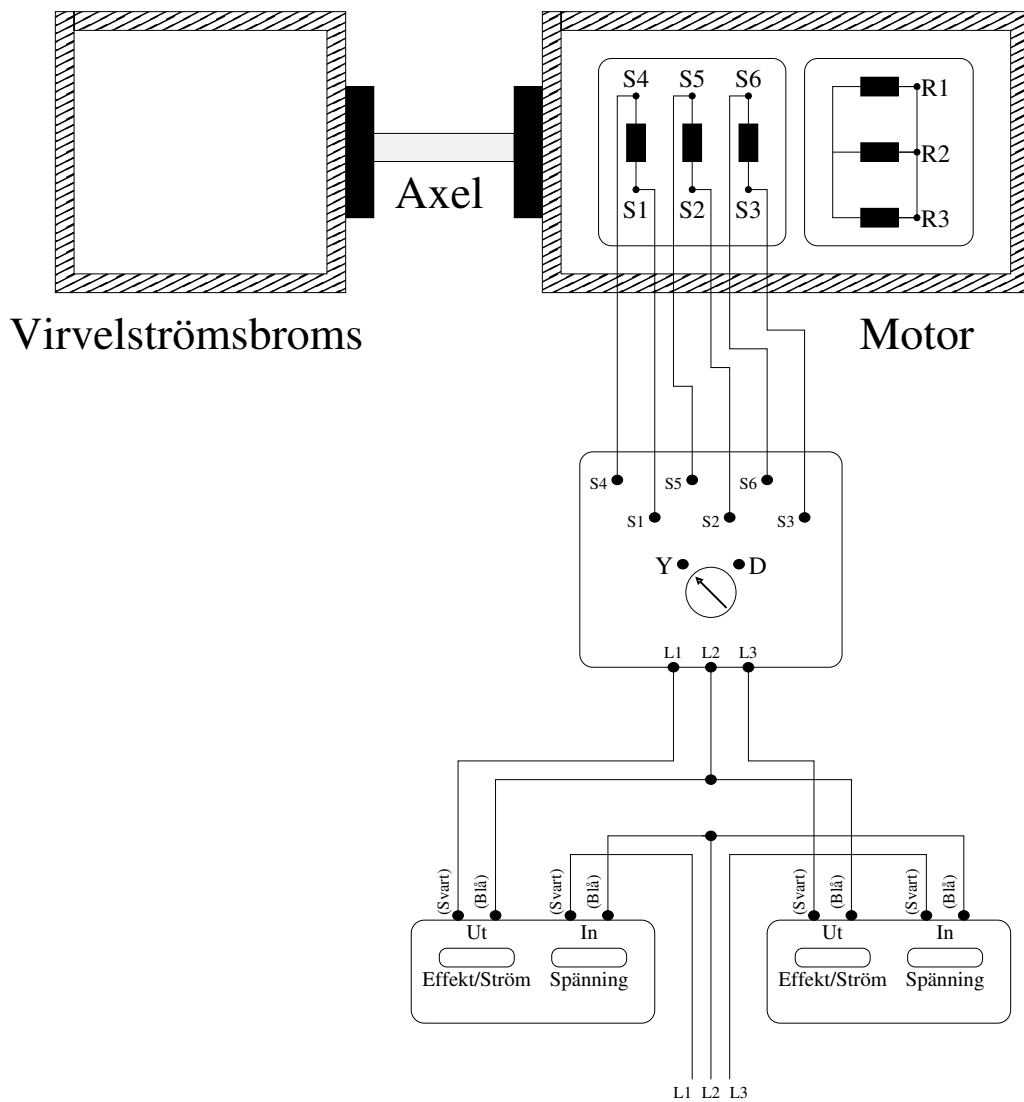 S4 S5 S6
R1
R2
Axel
S1 S2 S3
R3
Virvelströmsbroms
Motor
S4 S5 S6
S1 S2 S3
Y D
L1 L2 L3
(Svart) (Blå) (Svart) (Blå) (Svart) (Blå) (Svart) (Blå)
Ut In Ut In
Effekt/Ström Spänning Effekt/Ström Spänning
L1 L2 L3